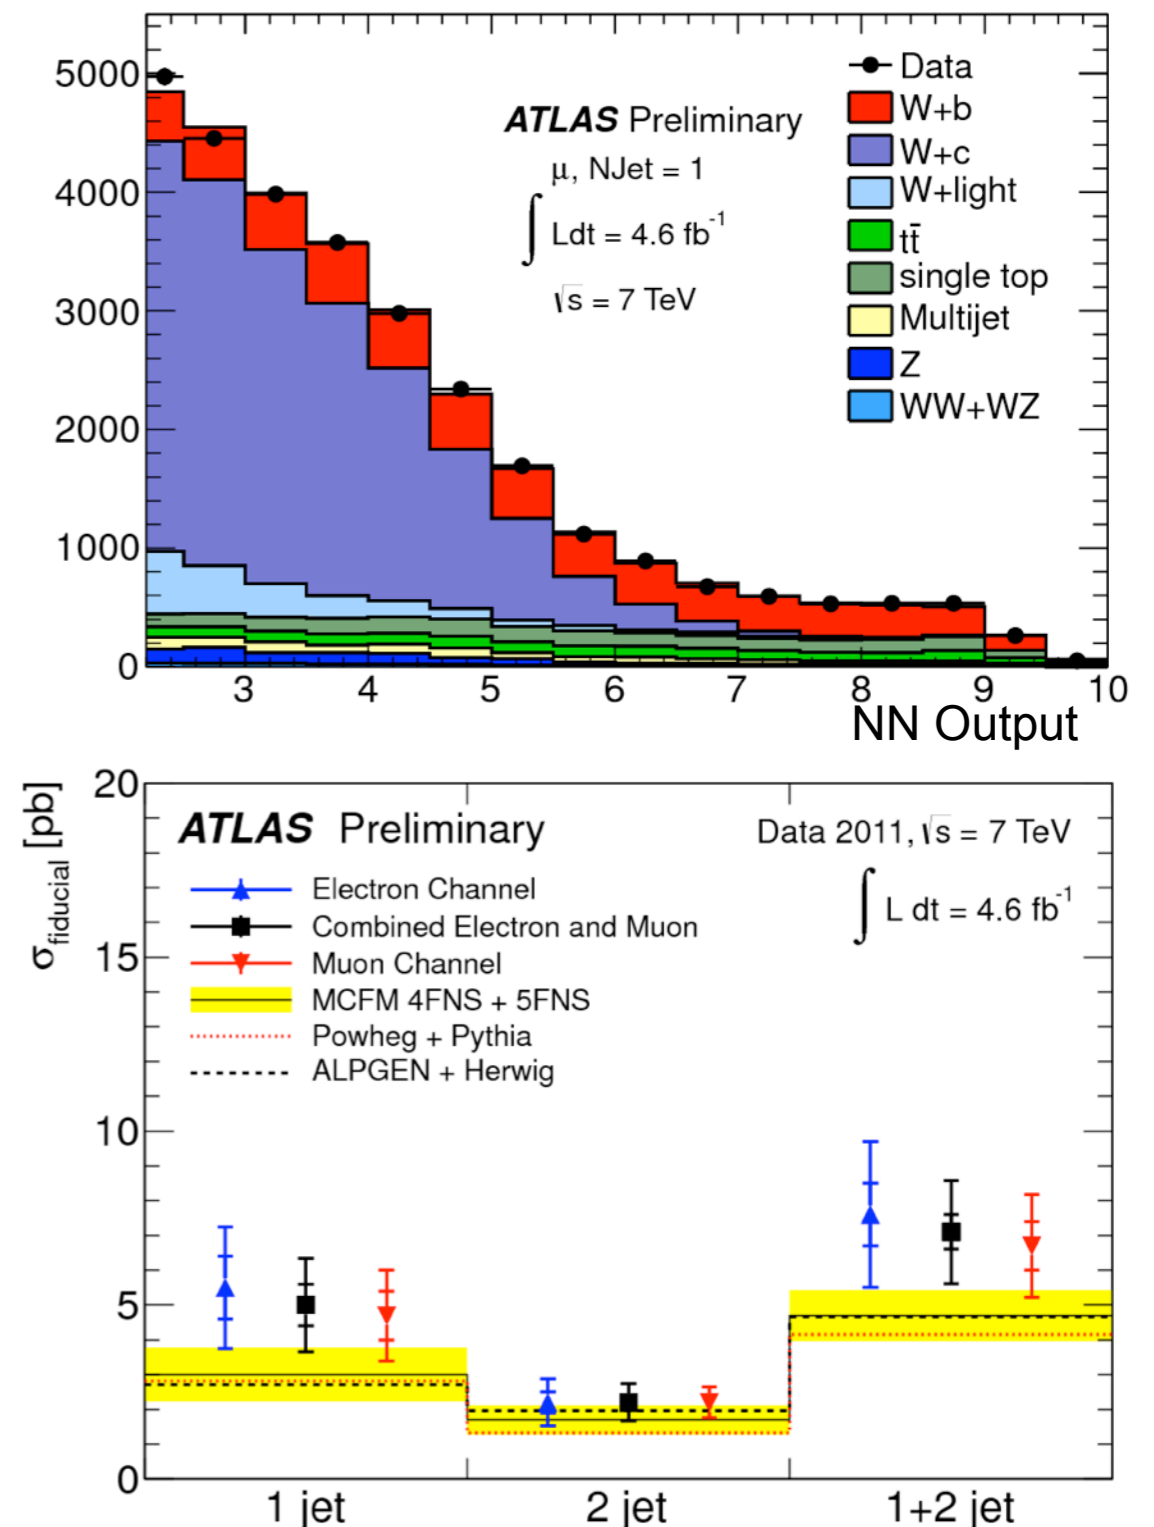 5000
4000
3000
2000
1000
0
ATLAS Preliminary
μ, NJet = 1
∫ Ldt = 4.6 fb⁻¹
√s = 7 TeV
Data
W+b
W+c
W+light
tt̄
single top
Multijet
Z
WW+WZ
3 4 5 6 7 8 9 10
NN Output
σfiducial [pb]
20
15
10
5
0
ATLAS Preliminary
Data 2011, √s = 7 TeV
∫ L dt = 4.6 fb⁻¹
Electron Channel
Combined Electron and Muon
Muon Channel
MCFM 4FNS + 5FNS
Powheg + Pythia
ALPGEN + Herwig
1 jet 2 jet 1+2 jet